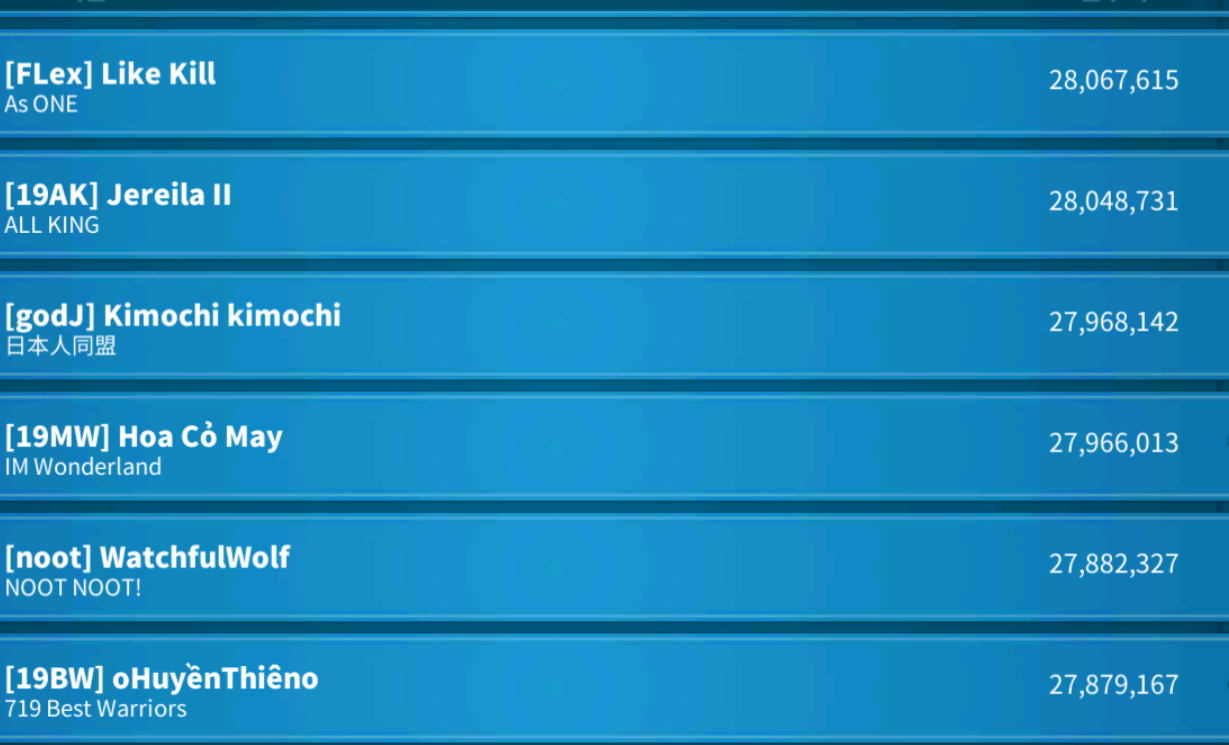 [FLex] Like Kill
As ONE
28,067,615
[19AK] Jereila II
ALL KING
28,048,731
[godJ] Kimochi kimochi
日本人同盟
27,968,142
[19MW] Hoa Cỏ May
IM Wonderland
27,966,013
[noot] WatchfulWolf
NOOT NOOT!
27,882,327
[19BW] oHuyềnThiêno
719 Best Warriors
27,879,167